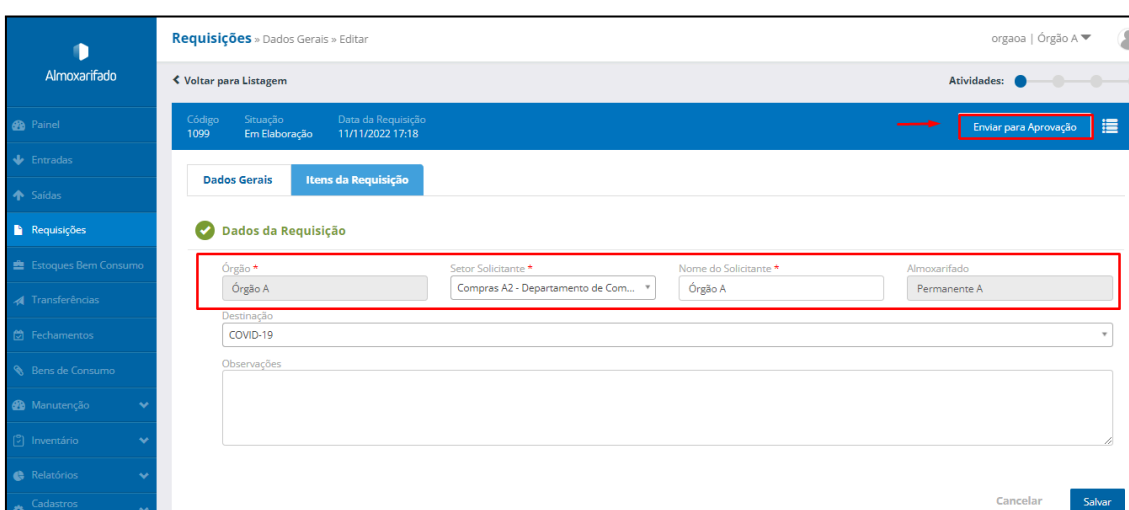 Almoxarifado
Painel
Entradas
Saídas
Requisições
Estoques Bem Consumo
Transferências
Fechamentos
Bens de Consumo
Manutenção
Inventário
Relatórios
Cadastros
Requisições » Dados Gerais » Editar
orgaoa | Órgão A
Voltar para Listagem
Atividades:
Código Situação Data da Requisição
1099 Em Elaboração 11/11/2022 17:18
Enviar para Aprovação
Dados Gerais Itens da Requisição
Dados da Requisição
Órgão * Setor Solicitante * Nome do Solicitante * Almoxarifado
Órgão A Compras A2 - Departamento de Com... Órgão A Permanente A
Destinação
COVID-19
Observações
Cancelar Salvar